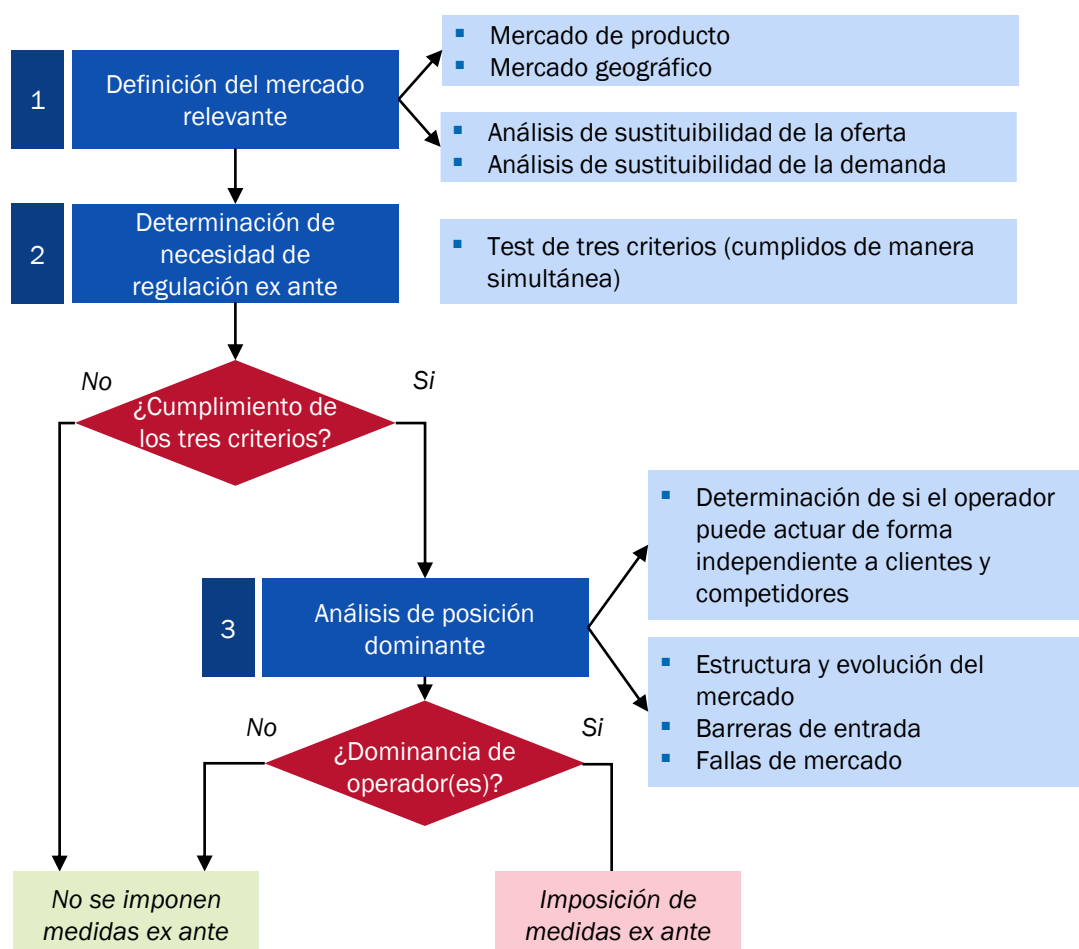 1
Definición del mercado
relevante
▪ Mercado de producto
▪ Mercado geográfico
▪ Análisis de sustituibilidad de la oferta
▪ Análisis de sustituibilidad de la demanda
2
Determinación de
necesidad de
regulación ex ante
▪ Test de tres criterios (cumplidos de manera
simultánea)
No
Si
¿Cumplimiento de
los tres criterios?
▪ Determinación de si el operador
puede actuar de forma
independiente a clientes y
competidores
3
Análisis de posición
dominante
▪ Estructura y evolución del
mercado
▪ Barreras de entrada
▪ Fallas de mercado
No
Si
¿Dominancia de
operador(es)?
No se imponen
medidas ex ante
Imposición de
medidas ex ante